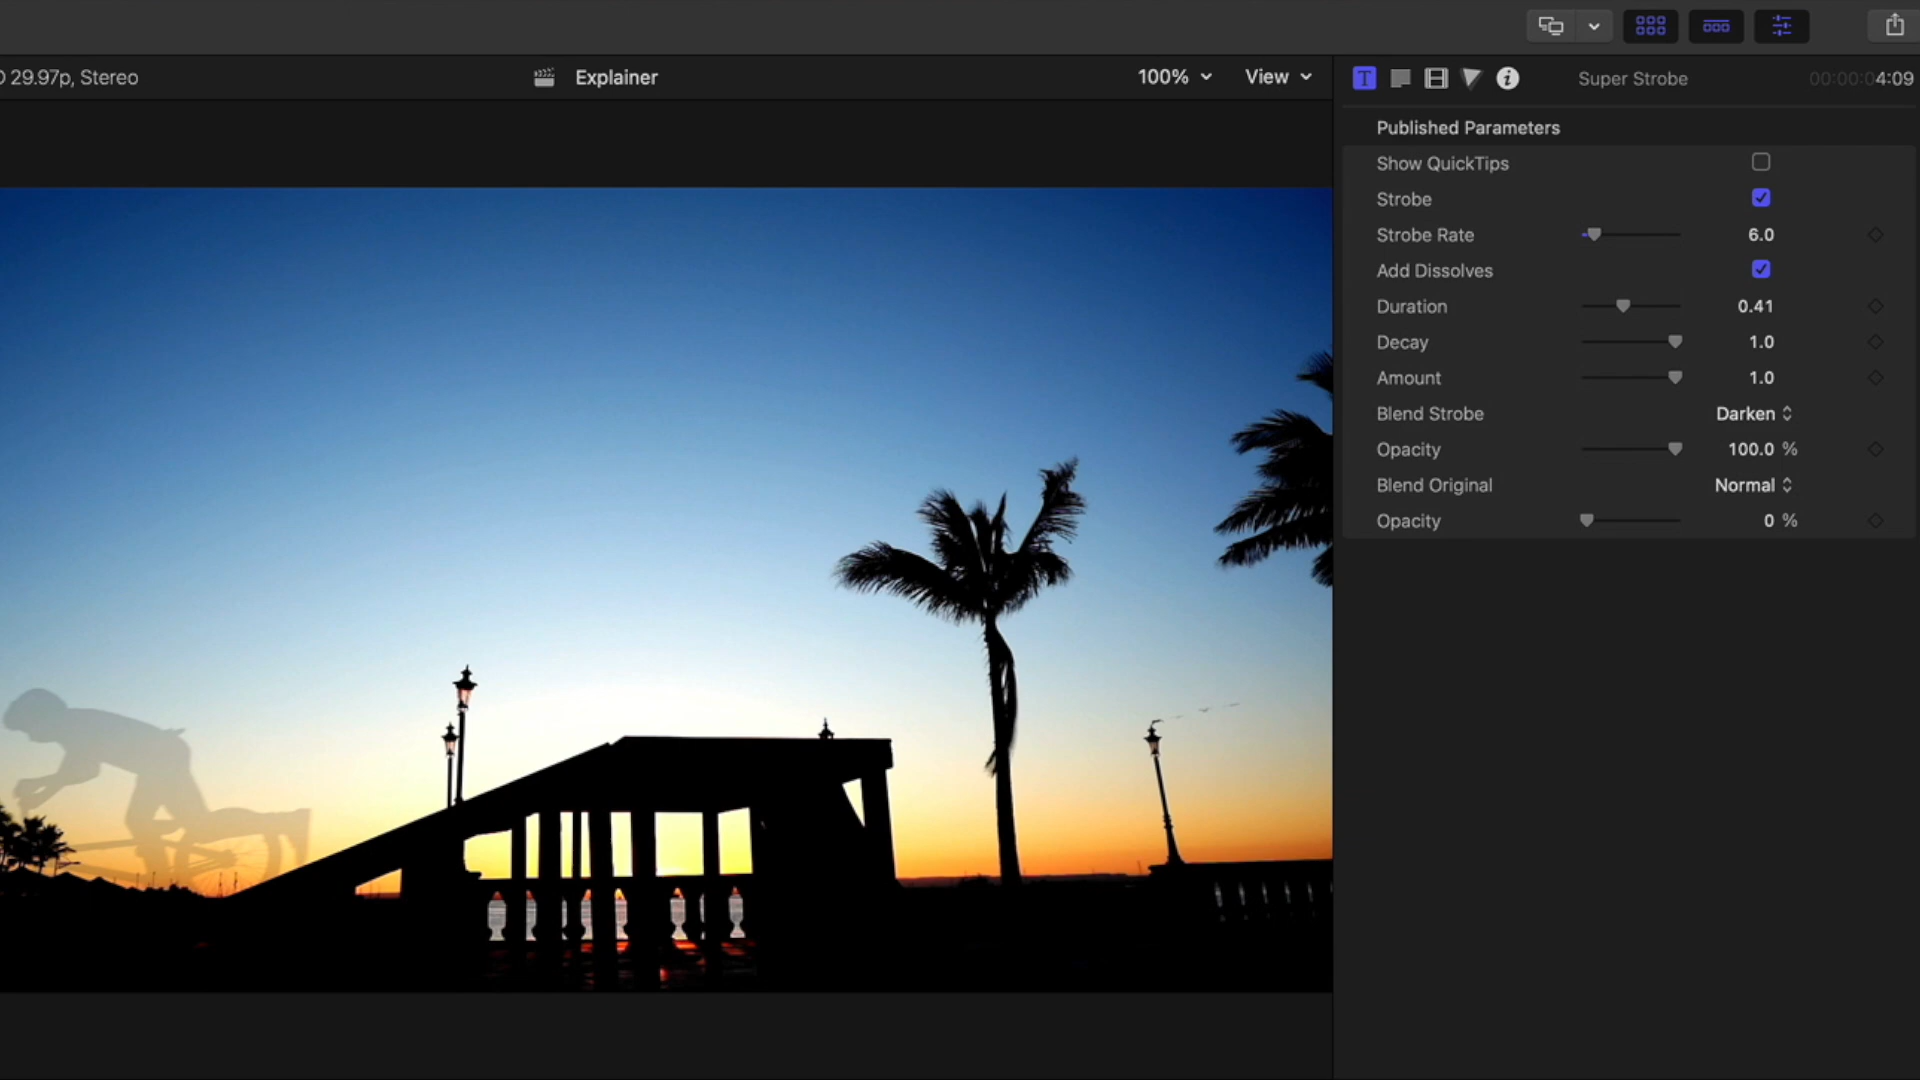 29.97p, Stereo
Explainer
100%
View
T
i
Super Strobe
00:00:04:09
Published Parameters
Show QuickTips
Strobe
Strobe Rate 6.0
Add Dissolves
Duration 0.41
Decay 1.0
Amount 1.0
Blend Strobe Darken
Opacity 100.0 %
Blend Original Normal
Opacity 0 %